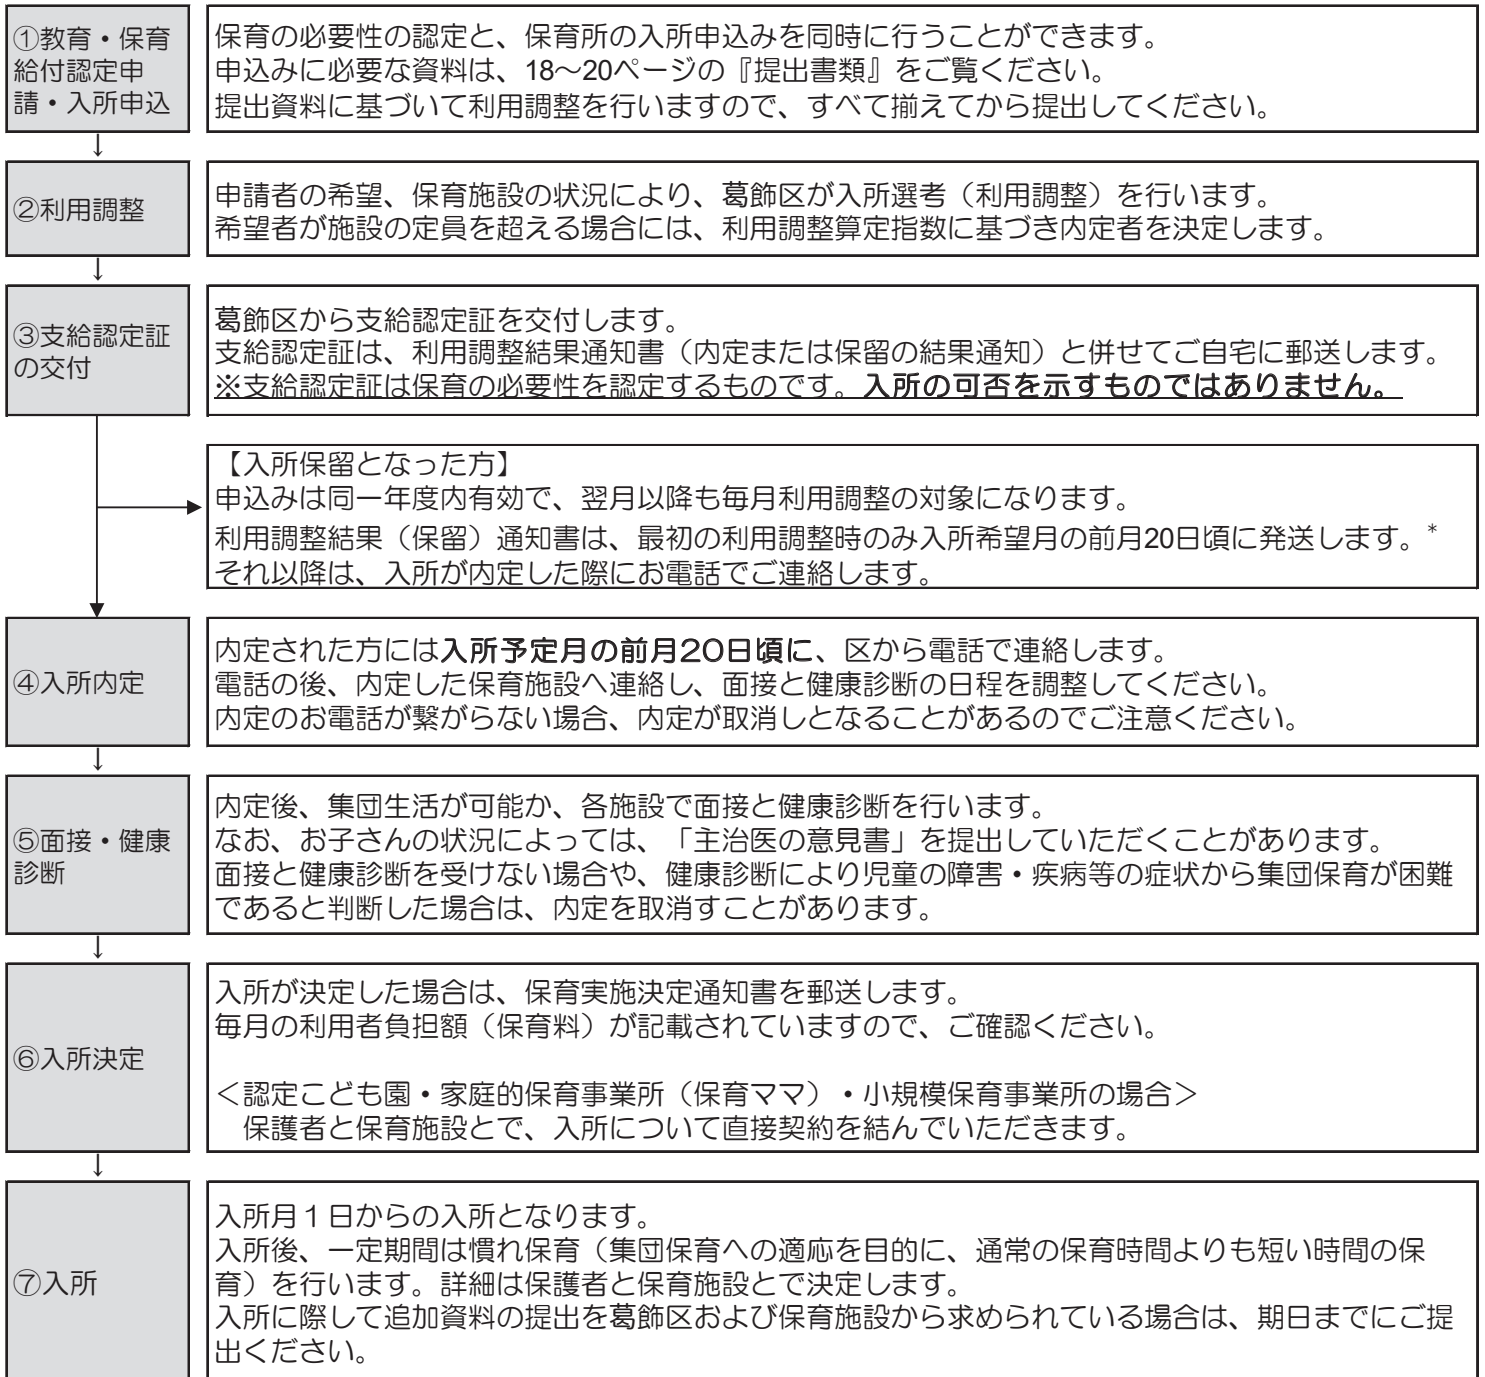 ①教育・保育
給付認定申
請・入所申込
保育の必要性の認定と、保育所の入所申込みを同時に行うことができます。
申込みに必要な資料は、18～20ページの『提出書類』をご覧ください。
提出資料に基づいて利用調整を行いますので、すべて揃えてから提出してください。
↓
②利用調整
申請者の希望、保育施設の状況により、葛飾区が入所選考（利用調整）を行います。
希望者が施設の定員を超える場合には、利用調整算定指数に基づき内定者を決定します。
↓
③支給認定証
の交付
葛飾区から支給認定証を交付します。
支給認定証は、利用調整結果通知書（内定または保留の結果通知）と併せてご自宅に郵送します。
※支給認定証は保育の必要性を認定するものです。入所の可否を示すものではありません。
【入所保留となった方】
申込みは同一年度内有効で、翌月以降も毎月利用調整の対象になります。
利用調整結果（保留）通知書は、最初の利用調整時のみ入所希望月の前月20日頃に発送します。*
それ以降は、入所が内定した際にお電話でご連絡します。
④入所内定
内定された方には入所予定月の前月20日頃に、区から電話で連絡します。
電話の後、内定した保育施設へ連絡し、面接と健康診断の日程を調整してください。
内定のお電話が繋がらない場合、内定が取消しとなることがあるのでご注意ください。
↓
⑤面接・健康
診断
内定後、集団生活が可能か、各施設で面接と健康診断を行います。
なお、お子さんの状況によっては、「主治医の意見書」を提出していただくことがあります。
面接と健康診断を受けない場合や、健康診断により児童の障害・疾病等の症状から集団保育が困難
であると判断した場合は、内定を取消すことがあります。
↓
⑥入所決定
入所が決定した場合は、保育実施決定通知書を郵送します。
毎月の利用者負担額（保育料）が記載されていますので、ご確認ください。
＜認定こども園・家庭的保育事業所（保育ママ）・小規模保育事業所の場合＞
保護者と保育施設とで、入所について直接契約を結んでいただきます。
↓
⑦入所
入所月１日からの入所となります。
入所後、一定期間は慣れ保育（集団保育への適応を目的に、通常の保育時間よりも短い時間の保
育）を行います。詳細は保護者と保育施設とで決定します。
入所に際して追加資料の提出を葛飾区および保育施設から求められている場合は、期日までにご提
出ください。